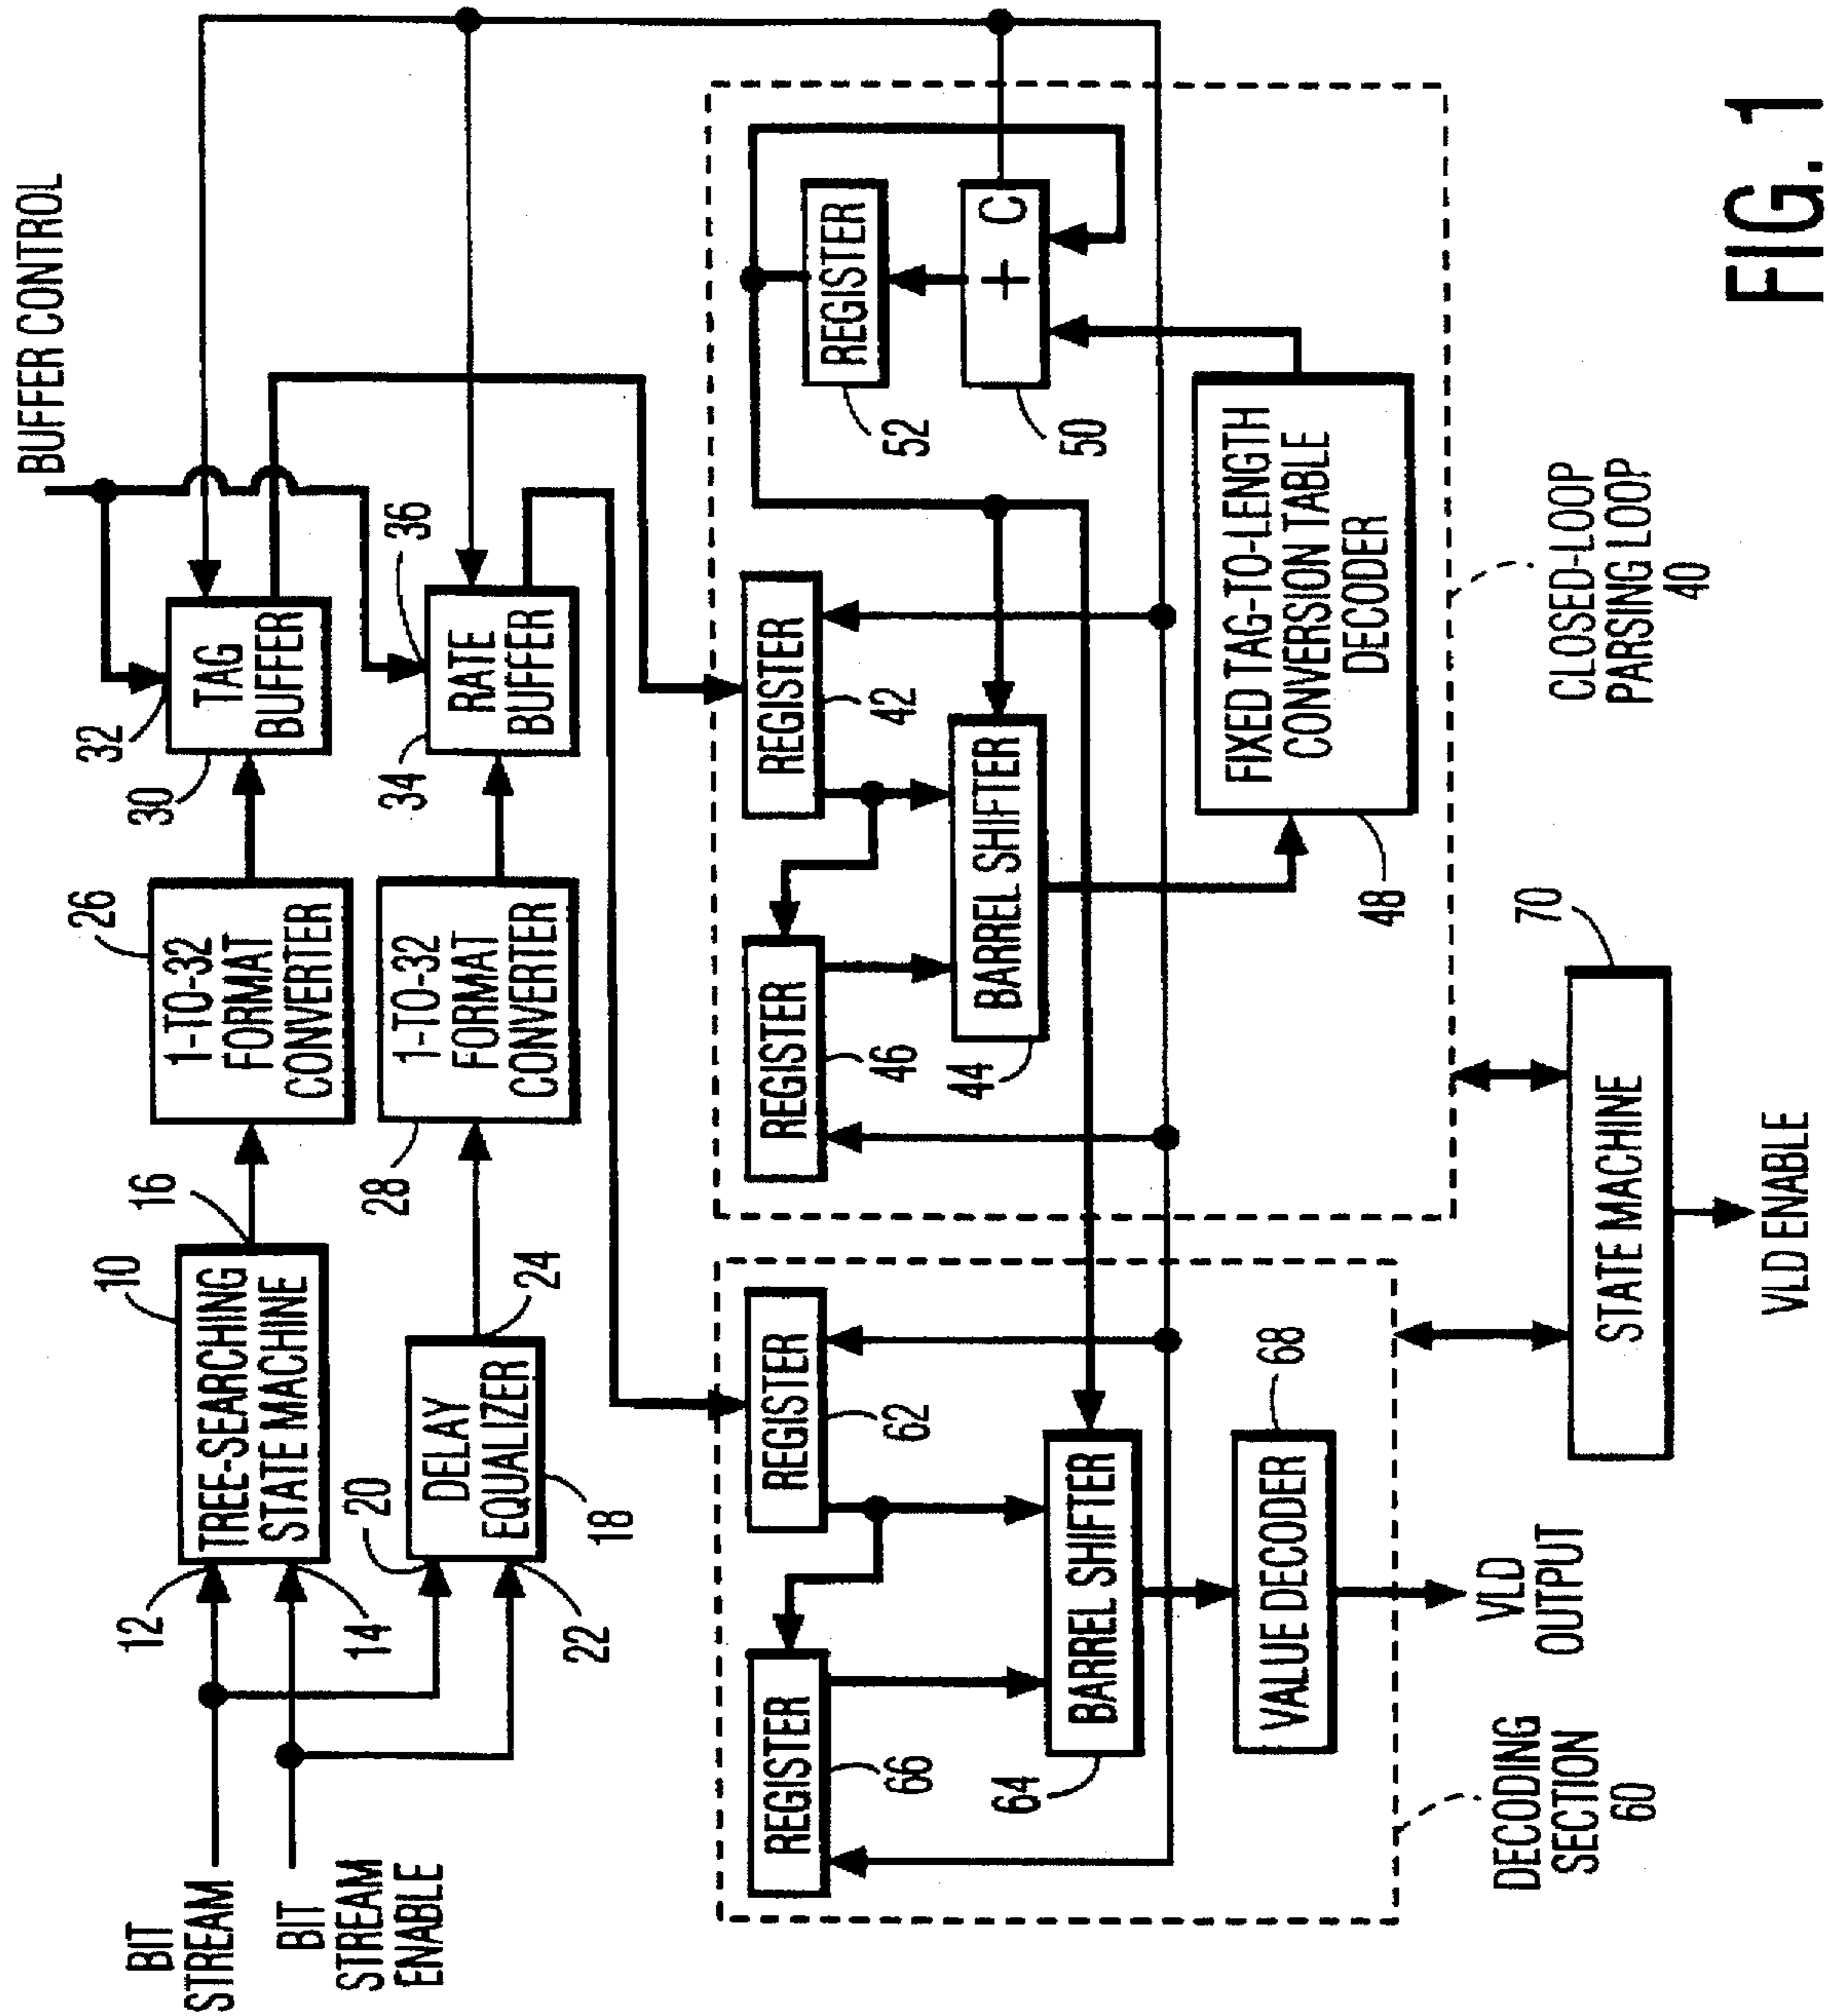 BUFFER CONTROL
BIT
STREAM
BIT
STREAM
ENABLE
12
14
10
TREE-SEARCHING
STATE MACHINE
16
20
22
DELAY
EQUALIZER
18
24
26
1-TO-32
FORMAT
CONVERTER
28
1-TO-32
FORMAT
CONVERTER
30
32
TAG
BUFFER
34
36
RATE
BUFFER
REGISTER
66
REGISTER
62
BARREL SHIFTER
64
VALUE DECODER
68
VLD
OUTPUT
DECODING
SECTION
60
REGISTER
46
REGISTER
42
BARREL SHIFTER
44
REGISTER
52
+ C
50
FIXED TAG-TO-LENGTH
CONVERSION TABLE
DECODER
48
CLOSED-LOOP
PARSING LOOP
40
STATE MACHINE
70
VLD ENABLE
FIG. 1